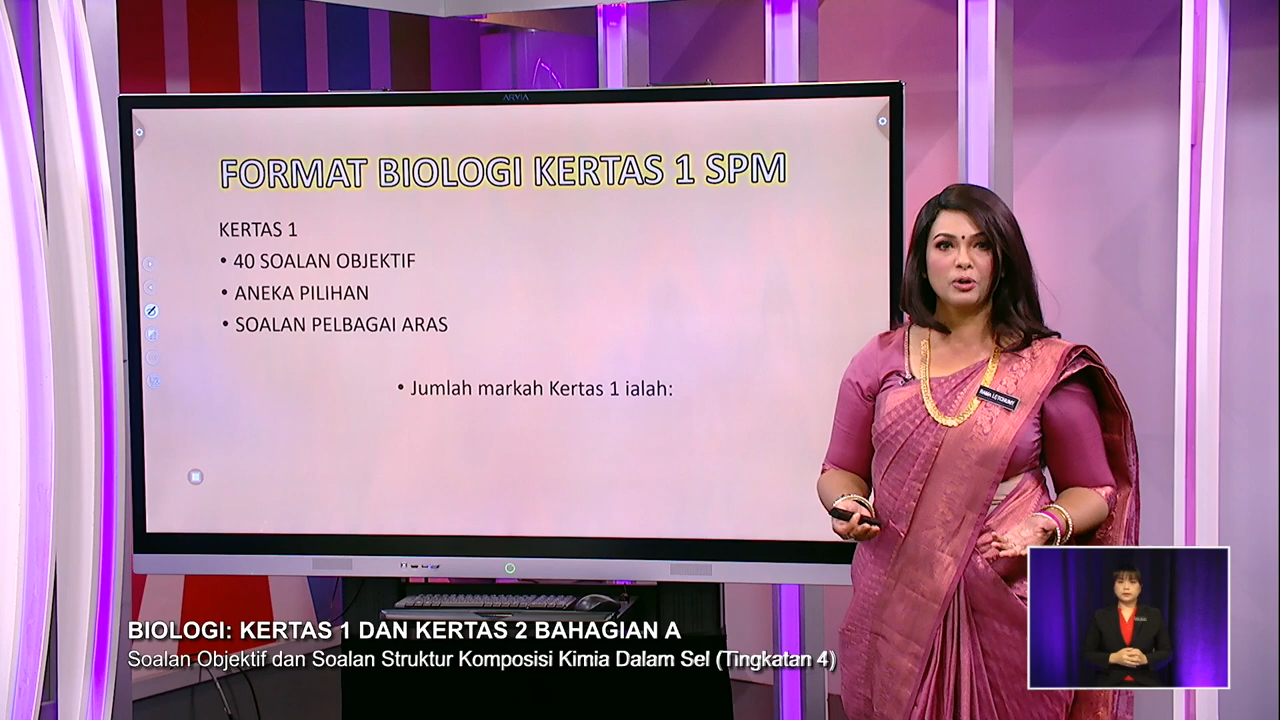 ARVIA
FORMAT BIOLOGI KERTAS 1 SPM
KERTAS 1
• 40 SOALAN OBJEKTIF
• ANEKA PILIHAN
• SOALAN PELBAGAI ARAS
• Jumlah markah Kertas 1 ialah:
BIOLOGI: KERTAS 1 DAN KERTAS 2 BAHAGIAN A
Soalan Objektif dan Soalan Struktur Komposisi Kimia Dalam Sel (Tingkatan 4)